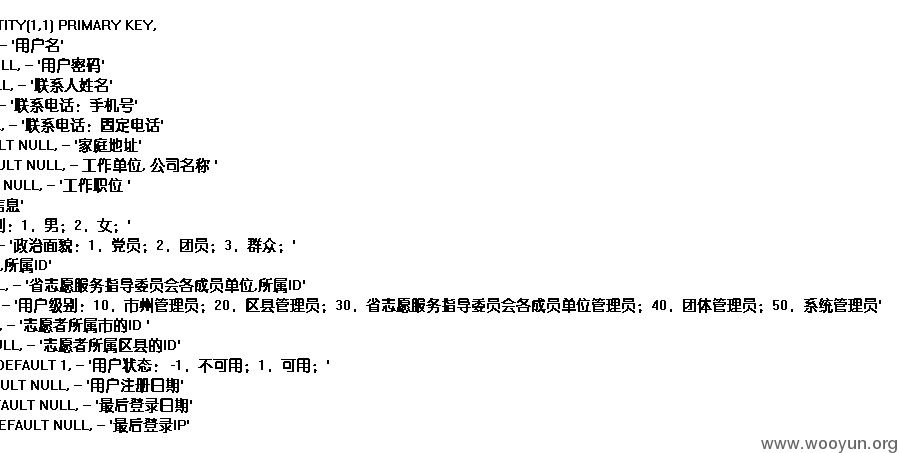 TITY(1,1) PRIMARY KEY,
– '用户名'
ULL, – '用户密码'
LL, – '联系人姓名'
– '联系电话：手机号'
, – '联系电话：固定电话'
LT NULL, – '家庭地址'
ULT NULL, – 工作单位, 公司名称 '
NULL, – '工作职位 '
信息'
别：1．男；2．女；'
– '政治面貌：1．党员；2．团员；3．群众；'
,所属ID'
L, – '省志愿服务指导委员会各成员单位,所属ID'
– '用户级别：10．市州管理员；20．区县管理员；30．省志愿服务指导委员会各成员单位管理员；40．团体管理员；50．系统管理员'
, – '志愿者所属市的ID '
ULL, – '志愿者所属区县的ID'
DEFAULT 1, – '用户状态： -1．不可用；1．可用；'
ULT NULL, – '用户注册日期'
FAULT NULL, – '最后登录日期'
DEFAULT NULL, – '最后登录IP'
www.wooyun.org